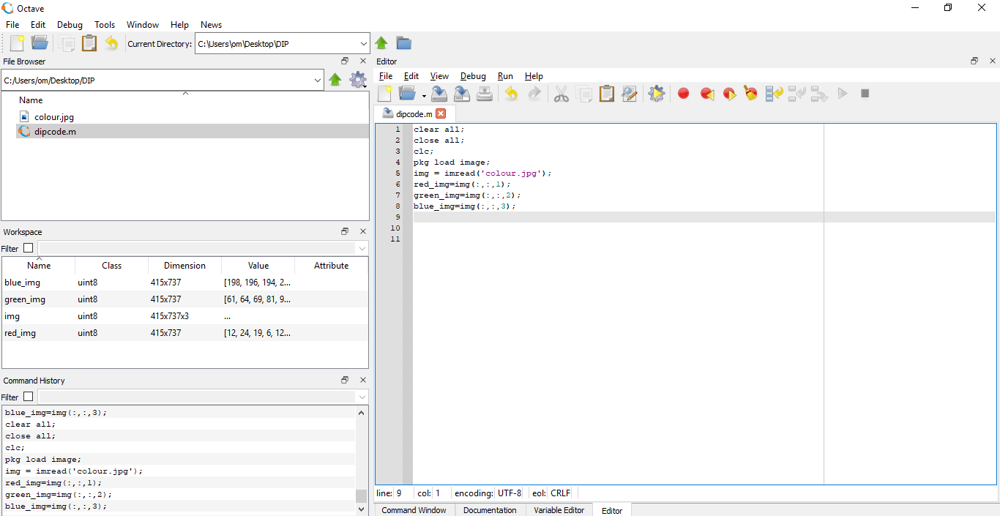 Octave
File Edit Debug Tools Window Help News
Current Directory: C:\Users\om\Desktop\DIP
File Browser
C:/Users/om/Desktop/DIP
Name
colour.jpg
dipcode.m
Workspace
Filter
Name Class Dimension Value Attribute
blue_img uint8 415x737 [198, 196, 194, 2...
green_img uint8 415x737 [61, 64, 69, 81, 9...
img uint8 415x737x3 ...
red_img uint8 415x737 [12, 24, 19, 6, 12...
Command History
Filter
blue_img=img(:,:,3);
clear all;
close all;
clc;
pkg load image;
img = imread('colour.jpg');
red_img=img(:,:,1);
green_img=img(:,:,2);
blue_img=img(:,:,3);
Editor
File Edit View Debug Run Help
dipcode.m
1 clear all;
2 close all;
3 clc;
4 pkg load image;
5 img = imread('colour.jpg');
6 red_img=img(:,:,1);
7 green_img=img(:,:,2);
8 blue_img=img(:,:,3);
9
10
11
line: 9 col: 1 encoding: UTF-8 eol: CRLF
Command Window Documentation Variable Editor Editor